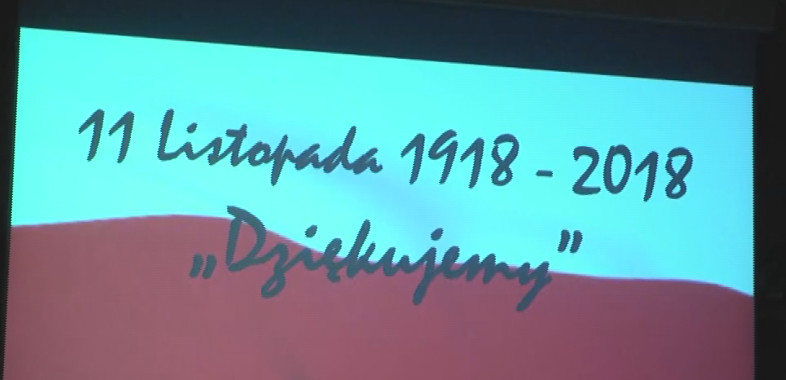 11 Listopada 1918 - 2018
„Dziękujemy”